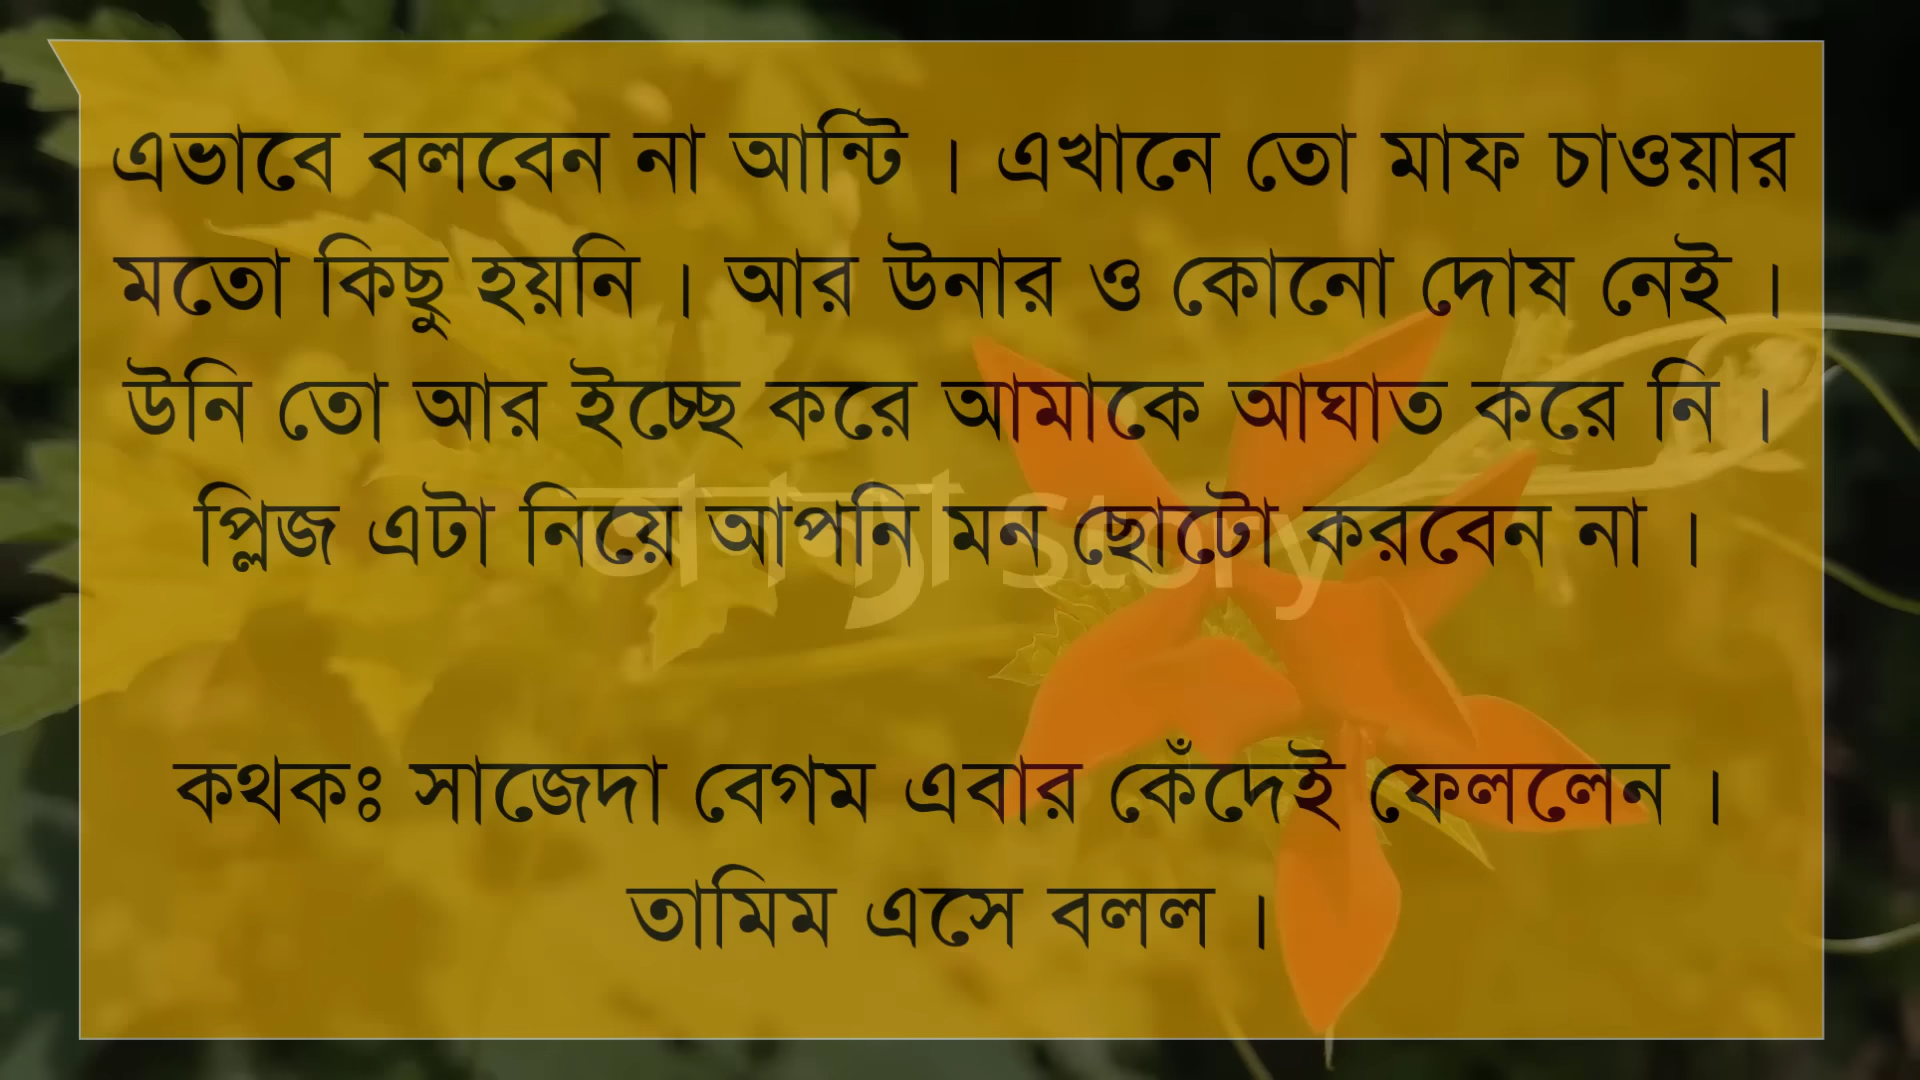 এভাবে বলবেন না আন্টি । এখানে তো মাফ চাওয়ার
মতো কিছু হয়নি । আর উনার ও কোনো দোষ নেই ।
উনি তো আর ইচ্ছে করে আমাকে আঘাত করে নি ।
প্লিজ এটা নিয়ে আপনি মন ছোটো করবেন না ।
Story
কথকঃ সাজেদা বেগম এবার কেঁদেই ফেললেন ।
তামিম এসে বলল ।